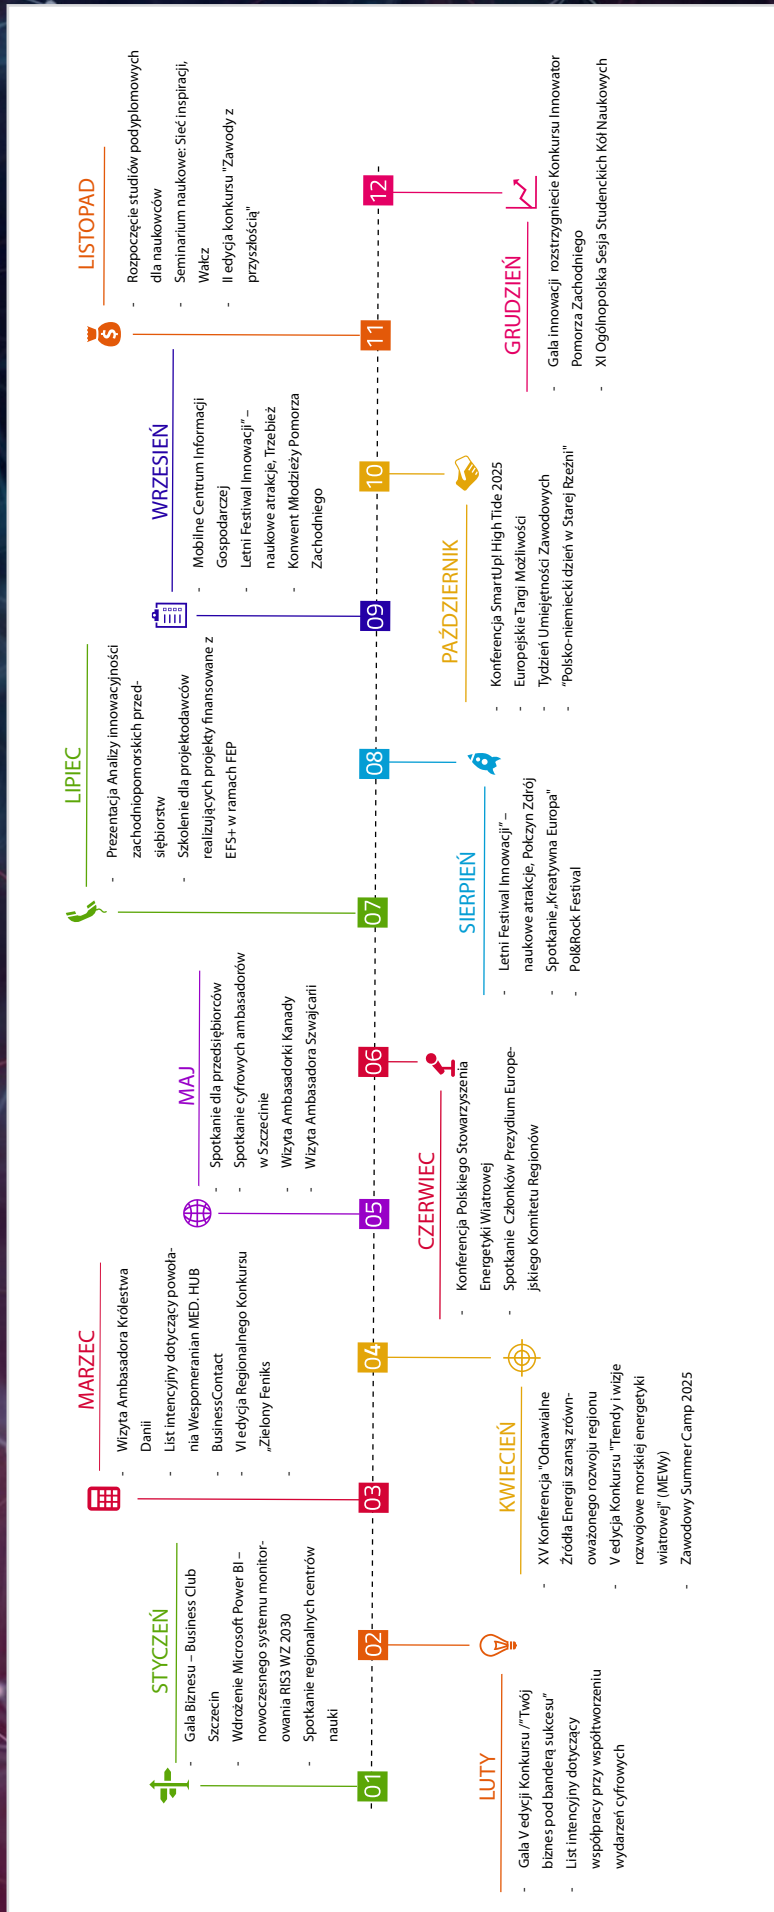 STYCZEŃ
- Gala Biznesu – Business Club
Szczecin
- Wdrożenie Microsoft Power BI –
nowoczesnego systemu monitor-
owania RIS3 WZ 2030
- Spotkanie regionalnych centrów
nauki
01
02
LUTY
- Gala V edycji Konkursu /"Twój
biznes pod banderą sukcesu”
- List intencyjny dotyczący
współpracy przy współtworzeniu
wydarzeń cyfrowych
MARZEC
- Wizyta Ambasadora Królestwa
Danii
- List intencyjny dotyczący powoła-
nia Wespomeranian MED. HUB
- BusinessContact
- VI edycja Regionalnego Konkursu
„Zielony Feniks
-
03
04
KWIECIEŃ
- XV Konferencja "Odnawialne
Źródła Energii szansą zrówn-
oważonego rozwoju regionu
- V edycja Konkursu "Trendy i wizje
rozwojowe morskiej energetyki
wiatrowej" (MEWy)
- Zawodowy Summer Camp 2025
MAJ
- Spotkanie dla przedsiębiorców
- Spotkanie cyfrowych ambasadorów
w Szczecinie
- Wizyta Ambasadorki Kanady
- Wizyta Ambasadora Szwajcarii
05
06
CZERWIEC
- Konferencja Polskiego Stowarzyszenia
Energetyki Wiatrowej
- Spotkanie Członków Prezydium Europe-
jskiego Komitetu Regionów
LIPIEC
- Prezentacja Analizy innowacyjności
zachodniopomorskich przed-
siębiorstw
- Szkolenie dla projektodawców
realizujących projekty finansowane z
EFS+ w ramach FEP
07
08
SIERPIEŃ
- Letni Festiwal Innowacji” –
naukowe atrakcje, Połczyn Zdrój
- Spotkanie „Kreatywna Europa"
- Pol&Rock Festival
WRZESIEŃ
- Mobilne Centrum Informacji
Gospodarczej
- Letni Festiwal Innowacji” –
naukowe atrakcje, Trzebież
- Konwent Młodzieży Pomorza
Zachodniego
09
10
PAŹDZIERNIK
- Konferencja SmartUp! High Tide 2025
- Europejskie Targi Możliwości
- Tydzień Umiejętności Zawodowych
- "Polsko-niemiecki dzień w Starej Rzeźni"
LISTOPAD
- Rozpoczęcie studiów podyplomowych
dla naukowców
- Seminarium naukowe: Sieć inspiracji,
Wałcz
- II edycja konkursu "Zawody z
przyszłością"
11
12
GRUDZIEŃ
- Gala innowacji rozstrzygniecie Konkursu Innowator
Pomorza Zachodniego
- XI Ogólnopolska Sesja Studenckich Kół Naukowych